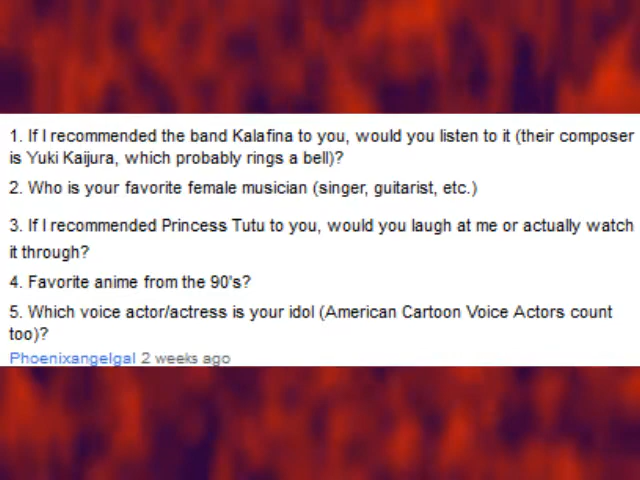 1. If I recommended the band Kalafina to you, would you listen to it (their composer
is Yuki Kaijura, which probably rings a bell)?
2. Who is your favorite female musician (singer, guitarist, etc.)
3. If I recommended Princess Tutu to you, would you laugh at me or actually watch
it through?
4. Favorite anime from the 90's?
5. Which voice actor/actress is your idol (American Cartoon Voice Actors count
too)?
Phoenixangelgal 2 weeks ago